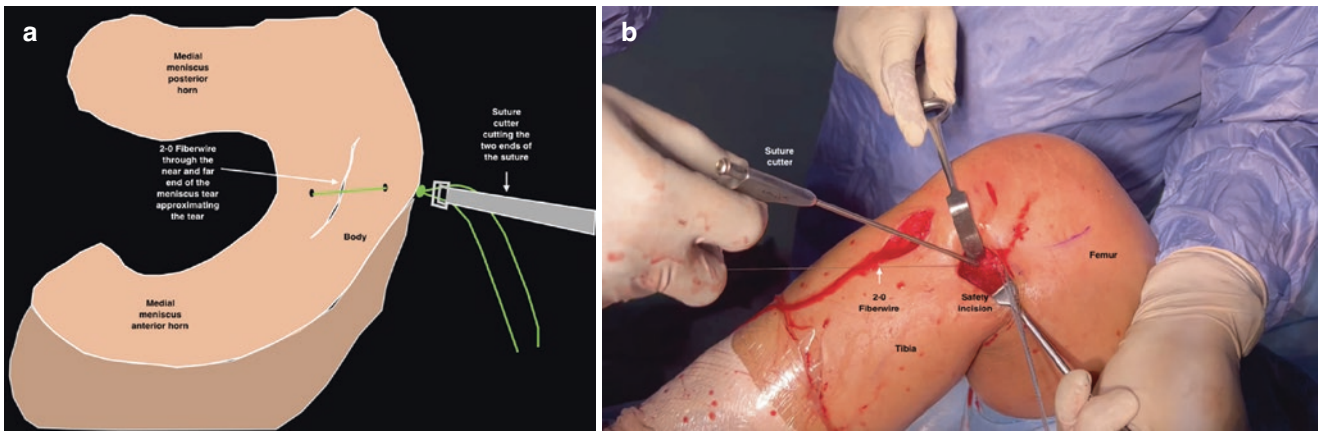 a
Medial
meniscus
posterior
horn
2-0 Fiberwire
through the
near and far
end of the
meniscus tear
approximating
the tear
Suture
cutter
cutting the
two ends of
the suture
Body
Medial
meniscus
anterior horn
b
Suture
cutter
Femur
2-0
Fiberwire
Safety
incision
Tibia